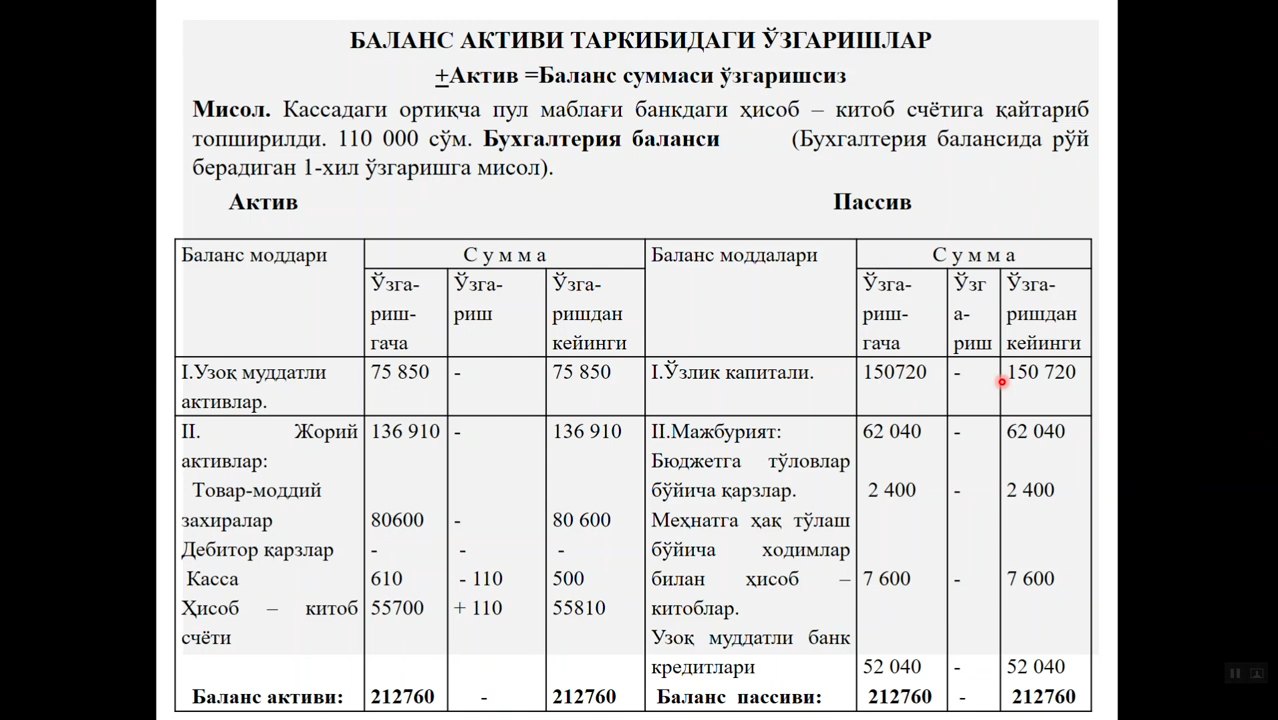 БАЛАНС АКТИВИ ТАРКИБИДАГИ ЎЗГАРИШЛАР
+Актив =Баланс суммаси ўзгаришсиз
Мисол. Кассадаги ортиқча пул маблағи банкдаги ҳисоб – китоб счётига қайтариб
топширилди. 110 000 сўм. Бухгалтерия баланси (Бухгалтерия балансида рўй
берадиган 1-хил ўзгаришга мисол).
Актив Пассив
Баланс моддари С у м м а Баланс моддалари С у м м а
Ўзга- Ўзга- Ўзга- Ўзга- Ўзг Ўзга-
риш- риш ришдан риш- а- ришдан
гача кейинги гача риш кейинги
I.Узоқ муддатли 75 850 - 75 850 I.Ўзлик капитали. 150720 - 150 720
активлар.
II. Жорий 136 910 - 136 910 II.Мажбурият: 62 040 - 62 040
активлар: Бюджетга тўловлар
Товар-моддий бўйича қарзлар. 2 400 - 2 400
захиралар 80600 - 80 600 Меҳнатга ҳақ тўлаш
Дебитор қарзлар - - - бўйича ходимлар
Касса 610 - 110 500 билан ҳисоб – 7 600 - 7 600
Ҳисоб – китоб 55700 + 110 55810 китоблар.
счёти Узоқ муддатли банк
кредитлари 52 040 - 52 040
Баланс активи: 212760 - 212760 Баланс пассиви: 212760 - 212760